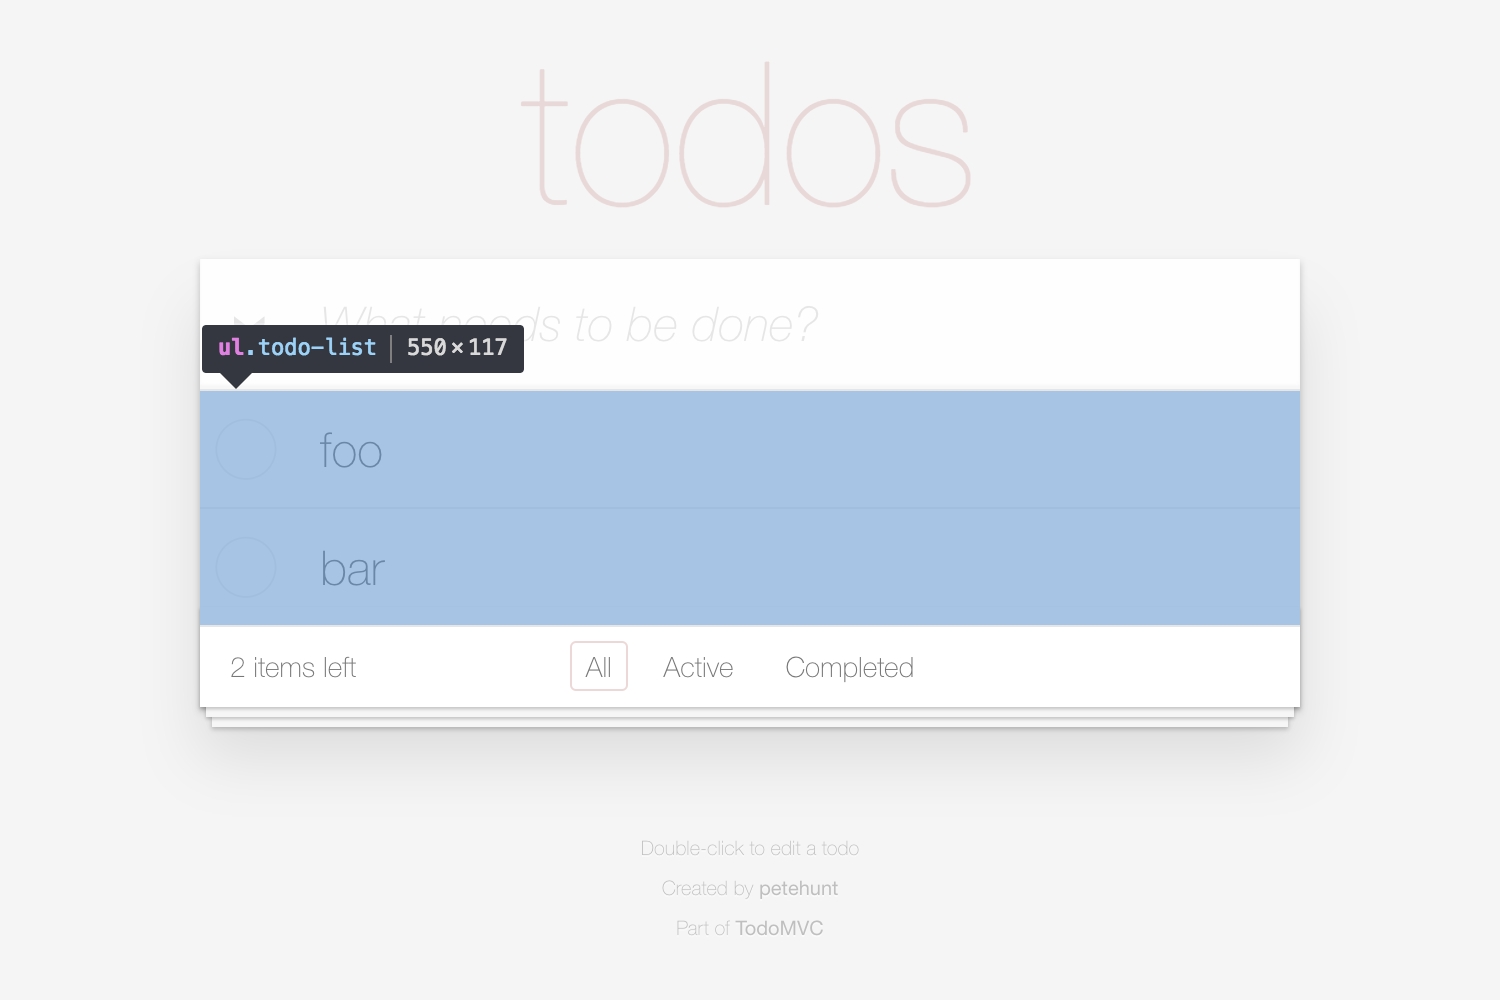 todos
What needs to be done?
ul.todo-list | 550×117
foo
bar
2 items left All Active Completed
Double-click to edit a todo
Created by petehunt
Part of TodoMVC